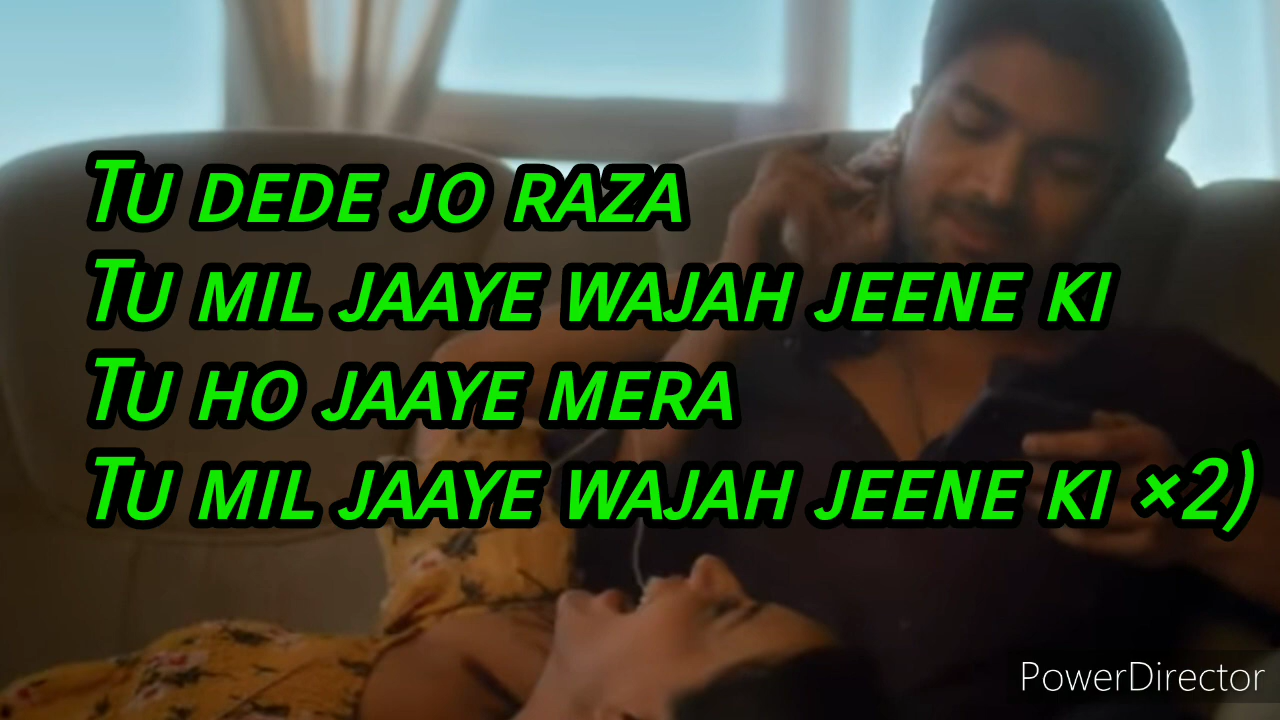 Tu dede jo raza
Tu mil jaaye wajah jeene ki
Tu ho jaaye mera
Tu mil jaaye wajah jeene ki ×2)
PowerDirector